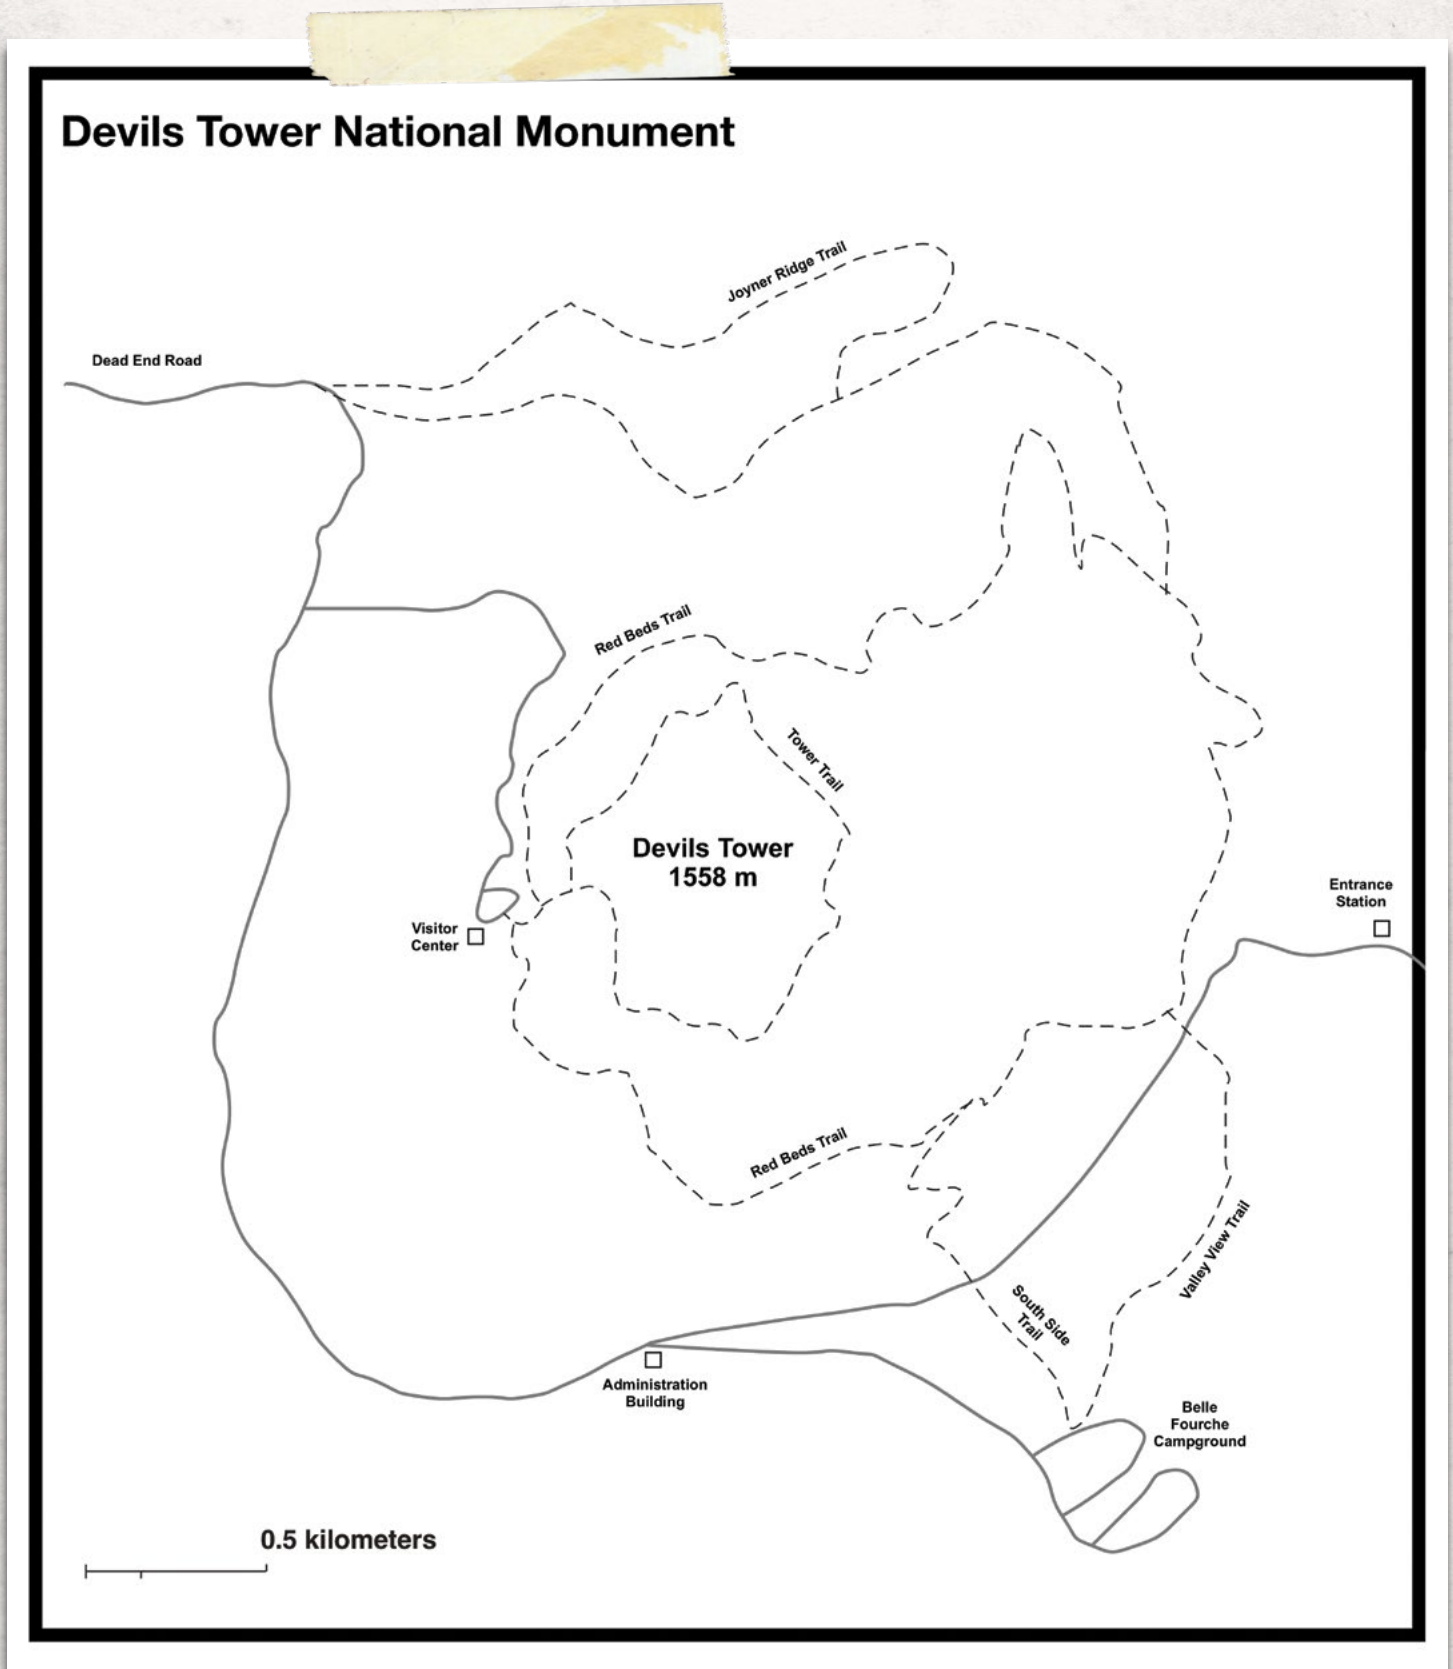 Devils Tower National Monument
Joyner Ridge Trail
Dead End Road
Red Beds Trail
Tower Trail
Devils Tower
1558 m
Entrance
Station
Visitor
Center
Red Beds Trail
Valley View Trail
South Side
Trail
Administration
Building
Belle
Fourche
Campground
0.5 kilometers